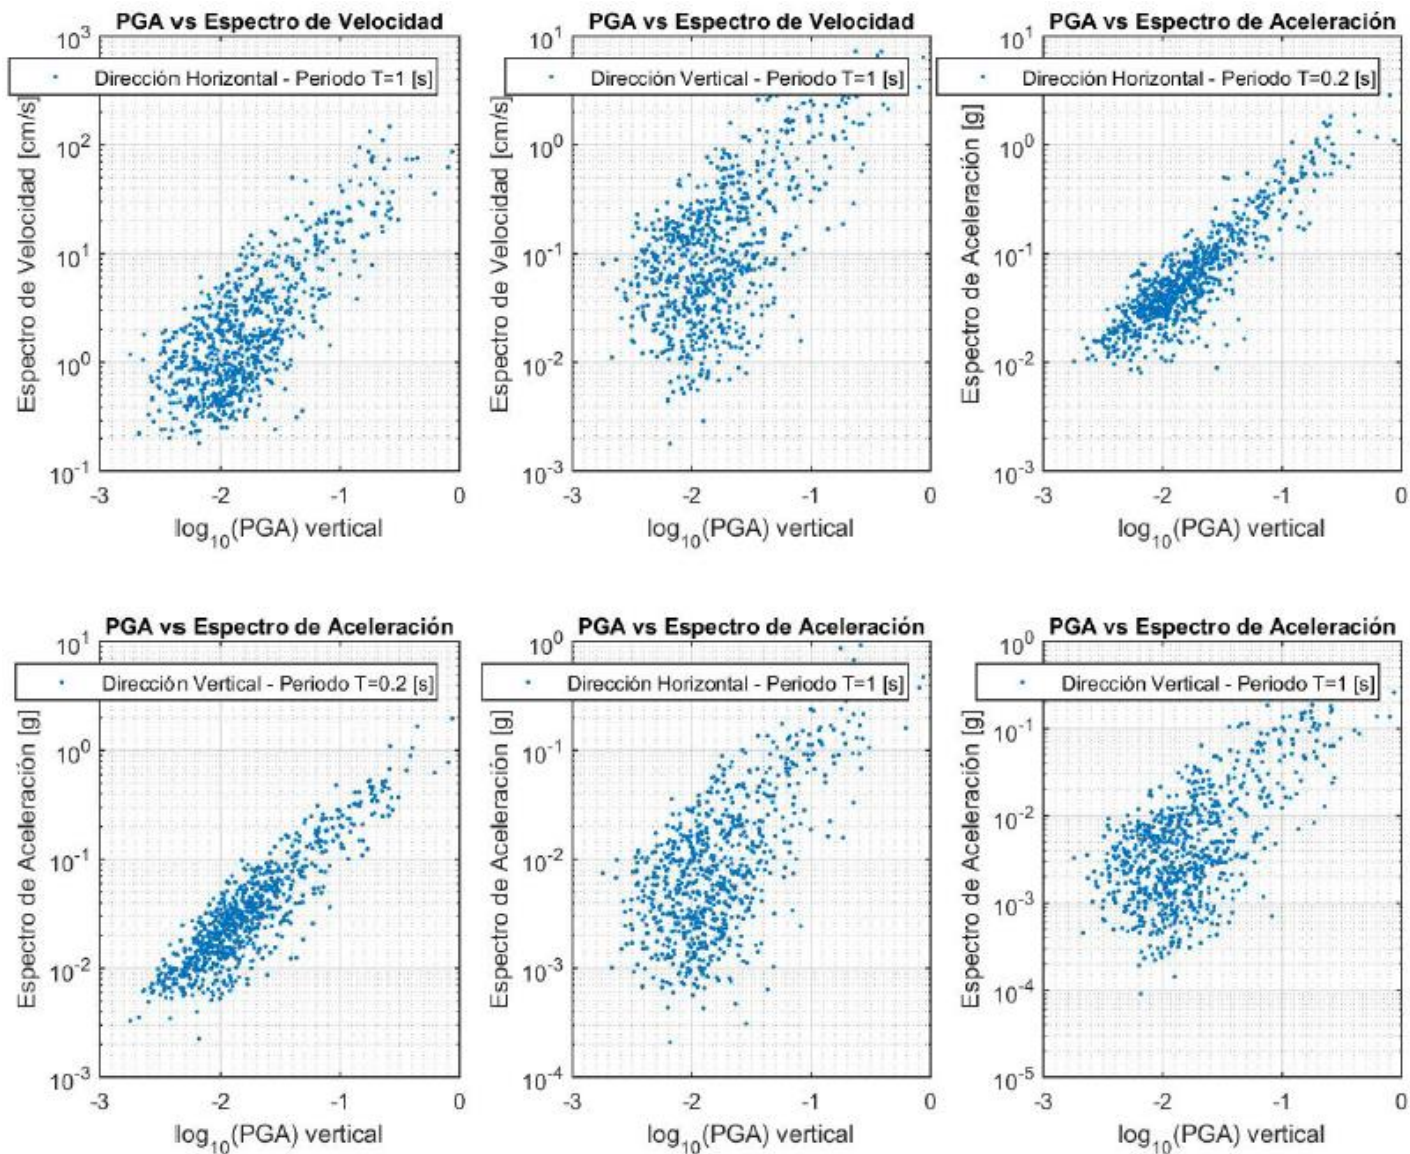 PGA vs Espectro de Velocidad
10^3
Dirección Horizontal - Periodo T=1 [s]
10^2
10^1
10^0
10^-1
Espectro de Velocidad [cm/s]
-3 -2 -1 0
log10(PGA) vertical
PGA vs Espectro de Velocidad
10^1
Dirección Vertical - Periodo T=1 [s]
10^0
10^-1
10^-2
10^-3
Espectro de Velocidad [cm/s]
-3 -2 -1 0
log10(PGA) vertical
PGA vs Espectro de Aceleración
10^1
Dirección Horizontal - Periodo T=0.2 [s]
10^0
10^-1
10^-2
10^-3
Espectro de Aceleración [g]
-3 -2 -1 0
log10(PGA) vertical
PGA vs Espectro de Aceleración
10^1
Dirección Vertical - Periodo T=0.2 [s]
10^0
10^-1
10^-2
10^-3
Espectro de Aceleración [g]
-3 -2 -1 0
log10(PGA) vertical
PGA vs Espectro de Aceleración
10^0
Dirección Horizontal - Periodo T=1 [s]
10^-1
10^-2
10^-3
10^-4
Espectro de Aceleración [g]
-3 -2 -1 0
log10(PGA) vertical
PGA vs Espectro de Aceleración
10^0
Dirección Vertical - Periodo T=1 [s]
10^-1
10^-2
10^-3
10^-4
10^-5
Espectro de Aceleración [g]
-3 -2 -1 0
log10(PGA) vertical